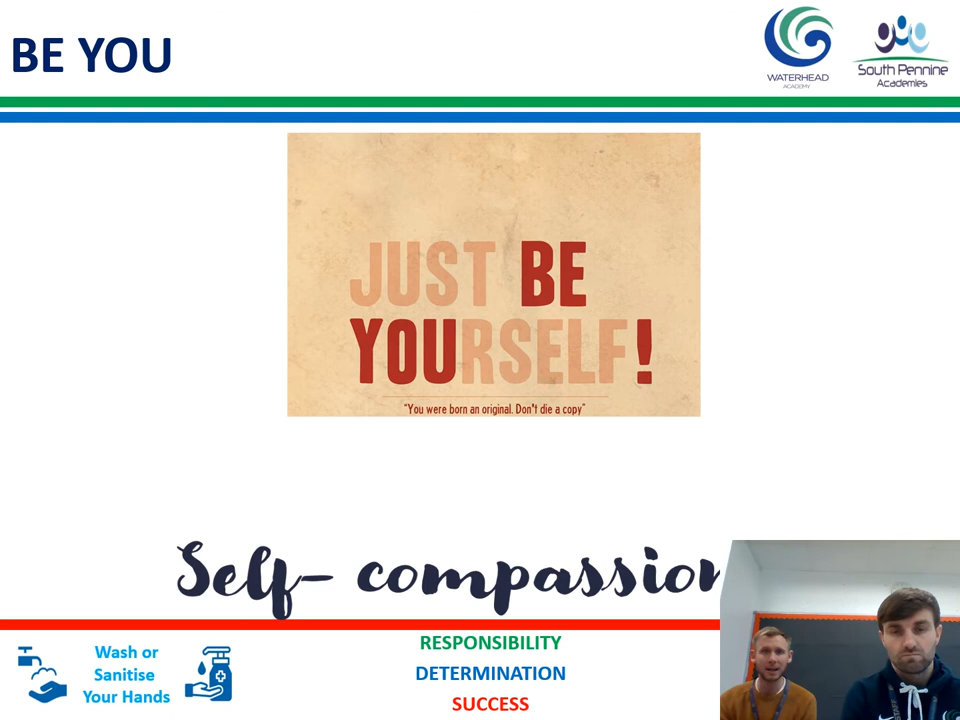 BE YOU
WATERHEAD
ACADEMY
South Pennine
Academies
JUST BE
YOURSELF!
"You were born an original. Don't die a copy"
Self- compassion
Wash or
Sanitise
Your Hands
RESPONSIBILITY
DETERMINATION
SUCCESS